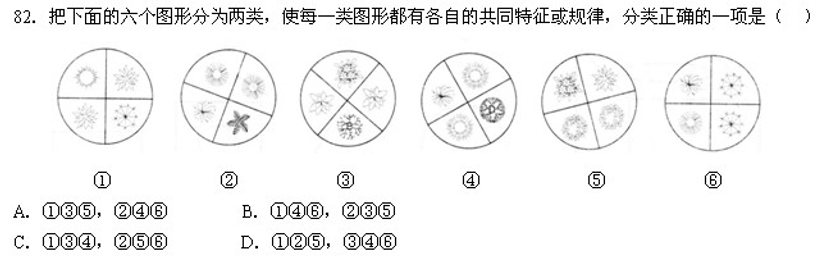 82. 把下面的六个图形分为两类，使每一类图形都有各自的共同特征或规律，分类正确的一项是（ ）
① ② ③ ④ ⑤ ⑥
A. ①③⑤，②④⑥ B. ①④⑥，②③⑤
C. ①③④，②⑤⑥ D. ①②⑤，③④⑥